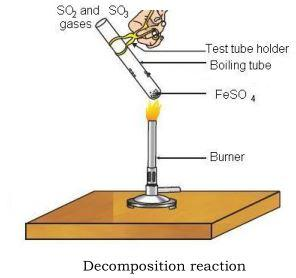 SO2 and SO3
gases
Test tube holder
Boiling tube
FeSO 4
Burner
Decomposition reaction